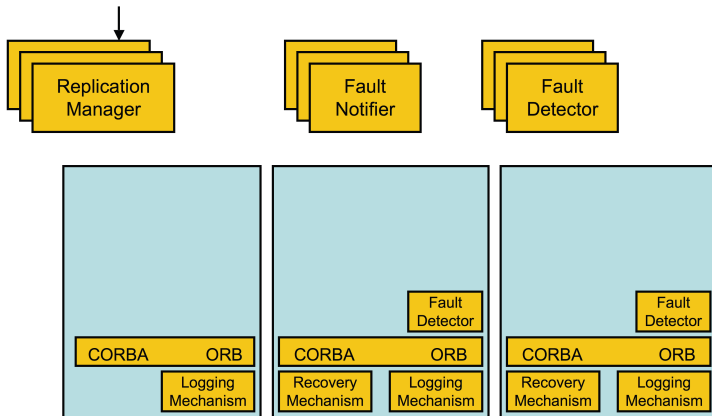 Replication
Manager
Fault
Notifier
Fault
Detector
Fault
Detector
Fault
Detector
CORBA ORB
CORBA ORB
CORBA ORB
Logging
Mechanism
Recovery
Mechanism
Logging
Mechanism
Recovery
Mechanism
Logging
Mechanism